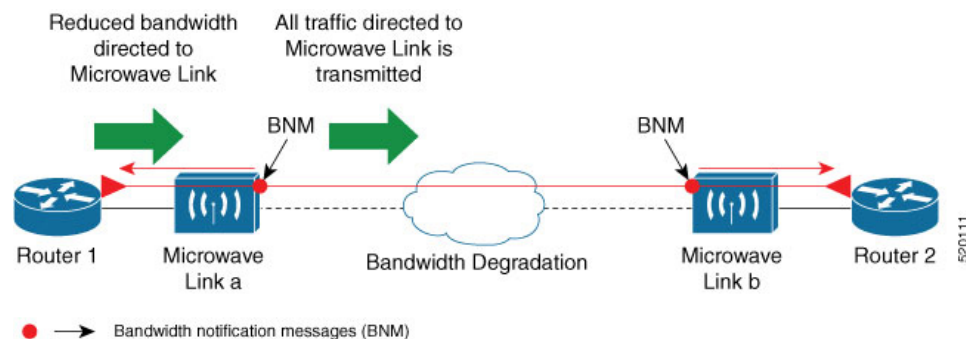 Reduced bandwidth
directed to
Microwave Link
All traffic directed to
Microwave Link is
transmitted
BNM
BNM
Router 1
Microwave
Link a
Bandwidth Degradation
Microwave
Link b
Router 2
520111
Bandwidth notification messages (BNM)